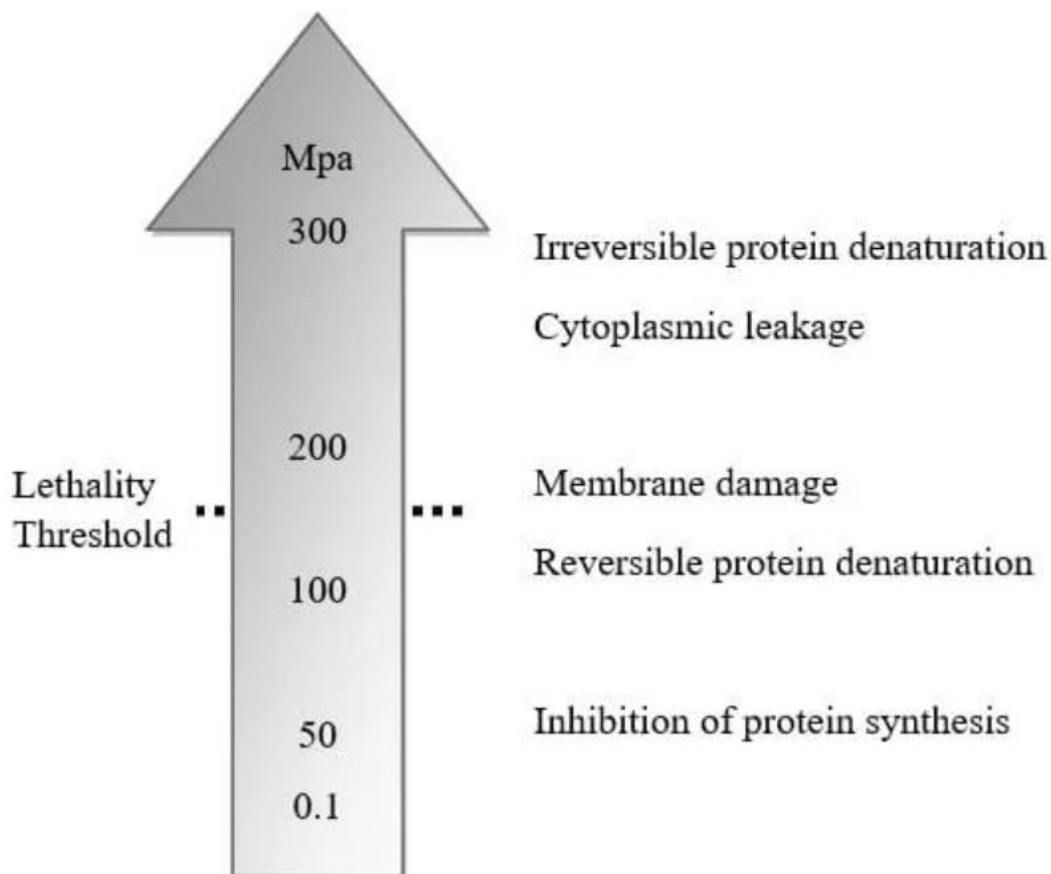 Mpa
300
Irreversible protein denaturation
Cytoplasmic leakage
200
Lethality
Threshold
Membrane damage
Reversible protein denaturation
100
50
Inhibition of protein synthesis
0.1